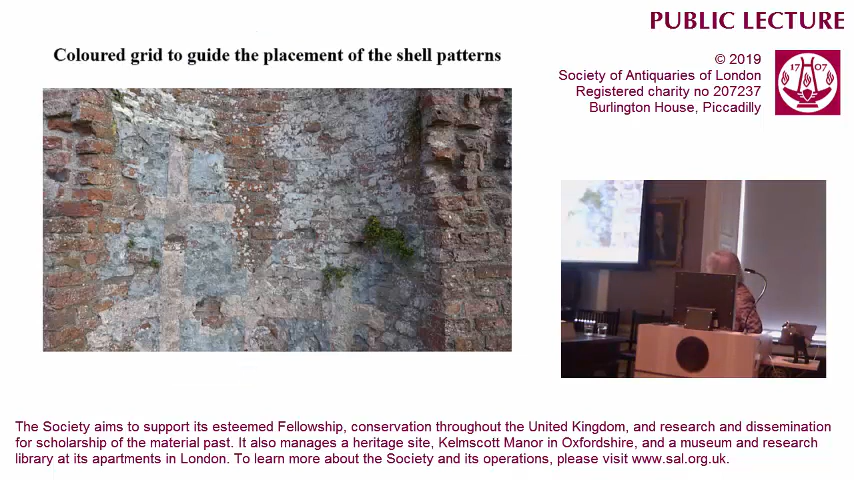 PUBLIC LECTURE
Coloured grid to guide the placement of the shell patterns
© 2019
Society of Antiquaries of London
Registered charity no 207237
Burlington House, Piccadilly
17 07
The Society aims to support its esteemed Fellowship, conservation throughout the United Kingdom, and research and dissemination
for scholarship of the material past. It also manages a heritage site, Kelmscott Manor in Oxfordshire, and a museum and research
library at its apartments in London. To learn more about the Society and its operations, please visit www.sal.org.uk.